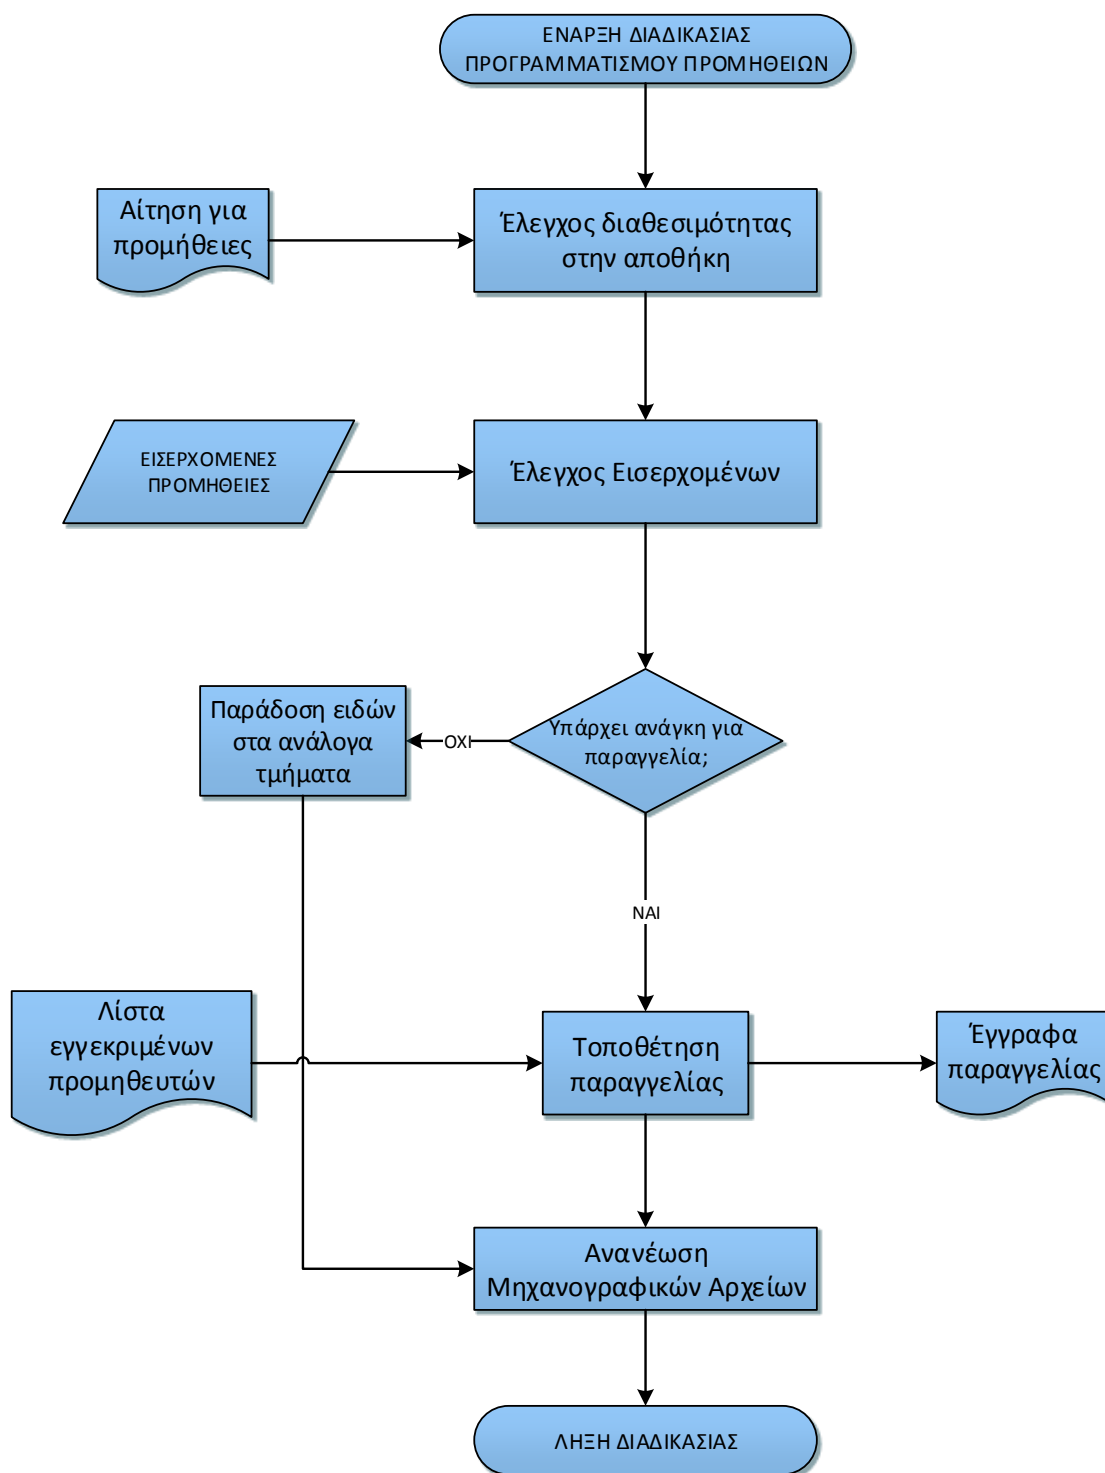 ΕΝΑΡΞΗ ΔΙΑΔΙΚΑΣΙΑΣ
ΠΡΟΓΡΑΜΜΑΤΙΣΜΟΥ ΠΡΟΜΗΘΕΙΩΝ
Αίτηση για
προμήθειες
Έλεγχος διαθεσιμότητας
στην αποθήκη
ΕΙΣΕΡΧΟΜΕΝΕΣ
ΠΡΟΜΗΘΕΙΕΣ
Έλεγχος Εισερχομένων
Υπάρχει ανάγκη για
παραγγελία;
ΟΧΙ
Παράδοση ειδών
στα ανάλογα
τμήματα
ΝΑΙ
Λίστα
εγγεκριμένων
προμηθευτών
Τοποθέτηση
παραγγελίας
Έγγραφα
παραγγελίας
Ανανέωση
Μηχανογραφικών Αρχείων
ΛΗΞΗ ΔΙΑΔΙΚΑΣΙΑΣ